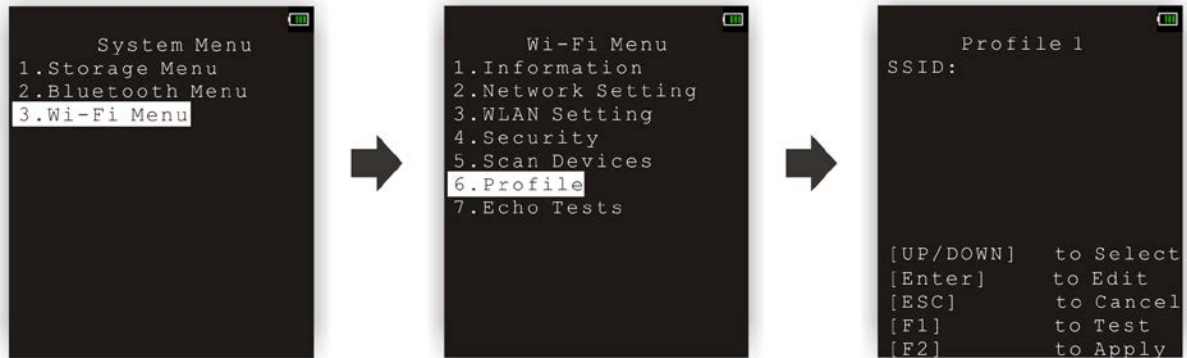 System Menu
1.Storage Menu
2.Bluetooth Menu
3.Wi-Fi Menu
Wi-Fi Menu
1.Information
2.Network Setting
3.WLAN Setting
4.Security
5.Scan Devices
6.Profile
7.Echo Tests
Profile 1
SSID:
[UP/DOWN] to Select
[Enter] to Edit
[ESC] to Cancel
[F1] to Test
[F2] to Apply